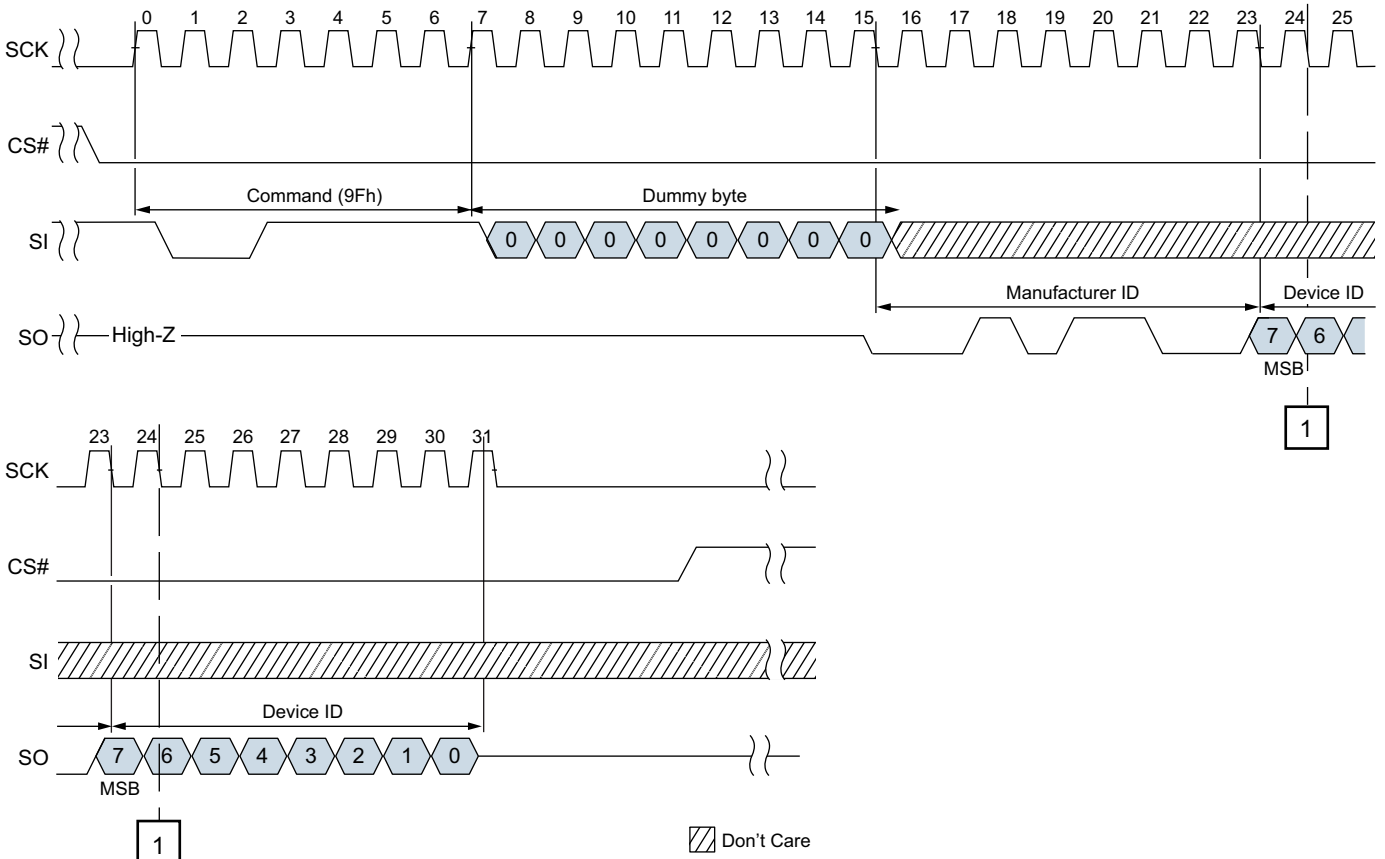 0 1 2 3 4 5 6 7 8 9 10 11 12 13 14 15 16 17 18 19 20 21 22 23 24 25
SCK
CS#
Command (9Fh) Dummy byte
SI 0 0 0 0 0 0 0 0
Manufacturer ID Device ID
SO High-Z 7 6
MSB
1
23 24 25 26 27 28 29 30 31
SCK
CS#
SI
Device ID
SO 7 6 5 4 3 2 1 0
MSB
1
Don't Care